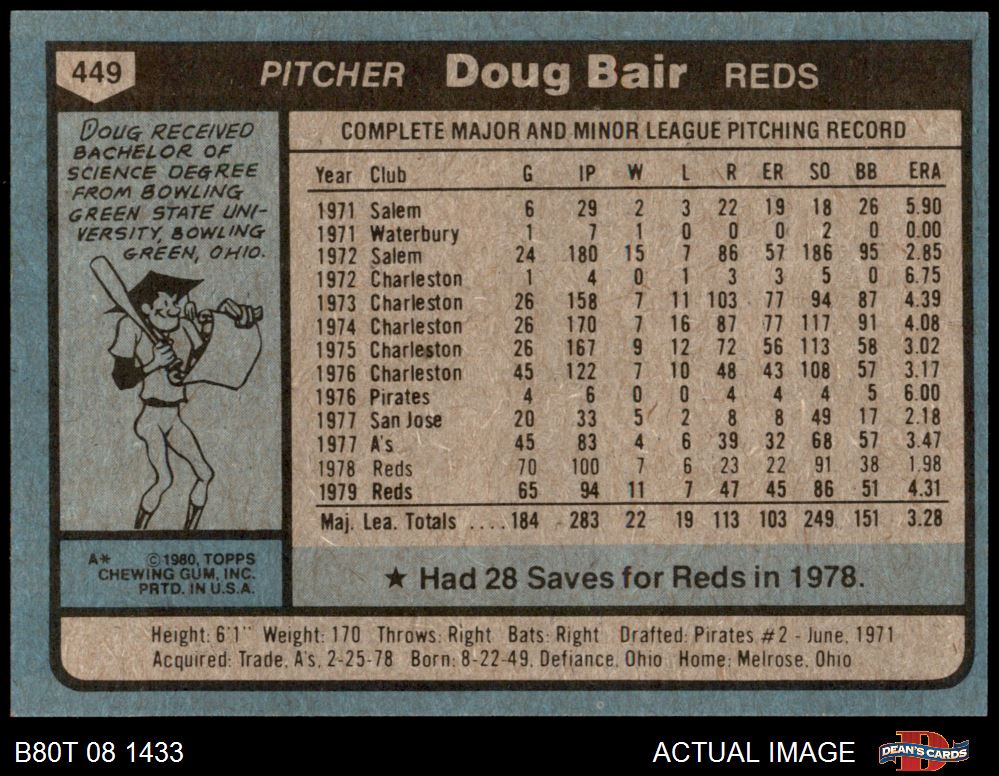 449 PITCHER Doug Bair REDS
DOUG RECEIVED
BACHELOR OF
SCIENCE DEGREE
FROM BOWLING
GREEN STATE UNI-
VERSITY, BOWLING
GREEN, OHIO.
COMPLETE MAJOR AND MINOR LEAGUE PITCHING RECORD
Year Club G IP W L R ER SO BB ERA
1971 Salem 6 29 2 3 22 19 18 26 5.90
1971 Waterbury 1 7 1 0 0 0 2 0 0.00
1972 Salem 24 180 15 7 86 57 186 95 2.85
1972 Charleston 1 4 0 1 3 3 5 0 6.75
1973 Charleston 26 158 7 11 103 77 94 87 4.39
1974 Charleston 26 170 7 16 87 77 117 91 4.08
1975 Charleston 26 167 9 12 72 56 113 58 3.02
1976 Charleston 45 122 7 10 48 43 108 57 3.17
1976 Pirates 4 6 0 0 4 4 4 5 6.00
1977 San Jose 20 33 5 2 8 8 49 17 2.18
1977 A's 45 83 4 6 39 32 68 57 3.47
1978 Reds 70 100 7 6 23 22 91 38 1.98
1979 Reds 65 94 11 7 47 45 86 51 4.31
Maj. Lea. Totals ....184 283 22 19 113 103 249 151 3.28
A* © 1980, TOPPS
CHEWING GUM, INC.
PRTD. IN U.S.A.
★ Had 28 Saves for Reds in 1978.
Height: 6'1" Weight: 170 Throws: Right Bats: Right Drafted: Pirates #2 - June, 1971
Acquired: Trade, A's, 2-25-78 Born: 8-22-49, Defiance, Ohio Home: Melrose, Ohio
B80T 08 1433 ACTUAL IMAGE DEAN'S CARDS